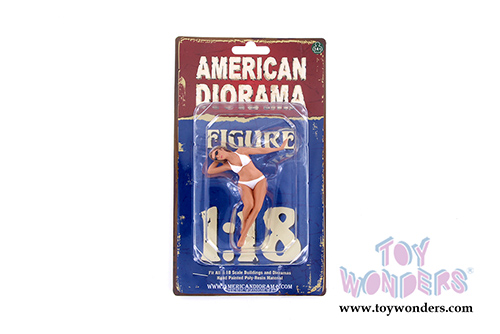 AMERICAN
DIORAMA
FIGURE
1:18
Fit All 1:18 Scale Buildings and Dioramas
Hand Painted Poly-Resin Material
WWW.AMERICANDIORAMA.COM
TOY
WONDERS
www.toywonders.com